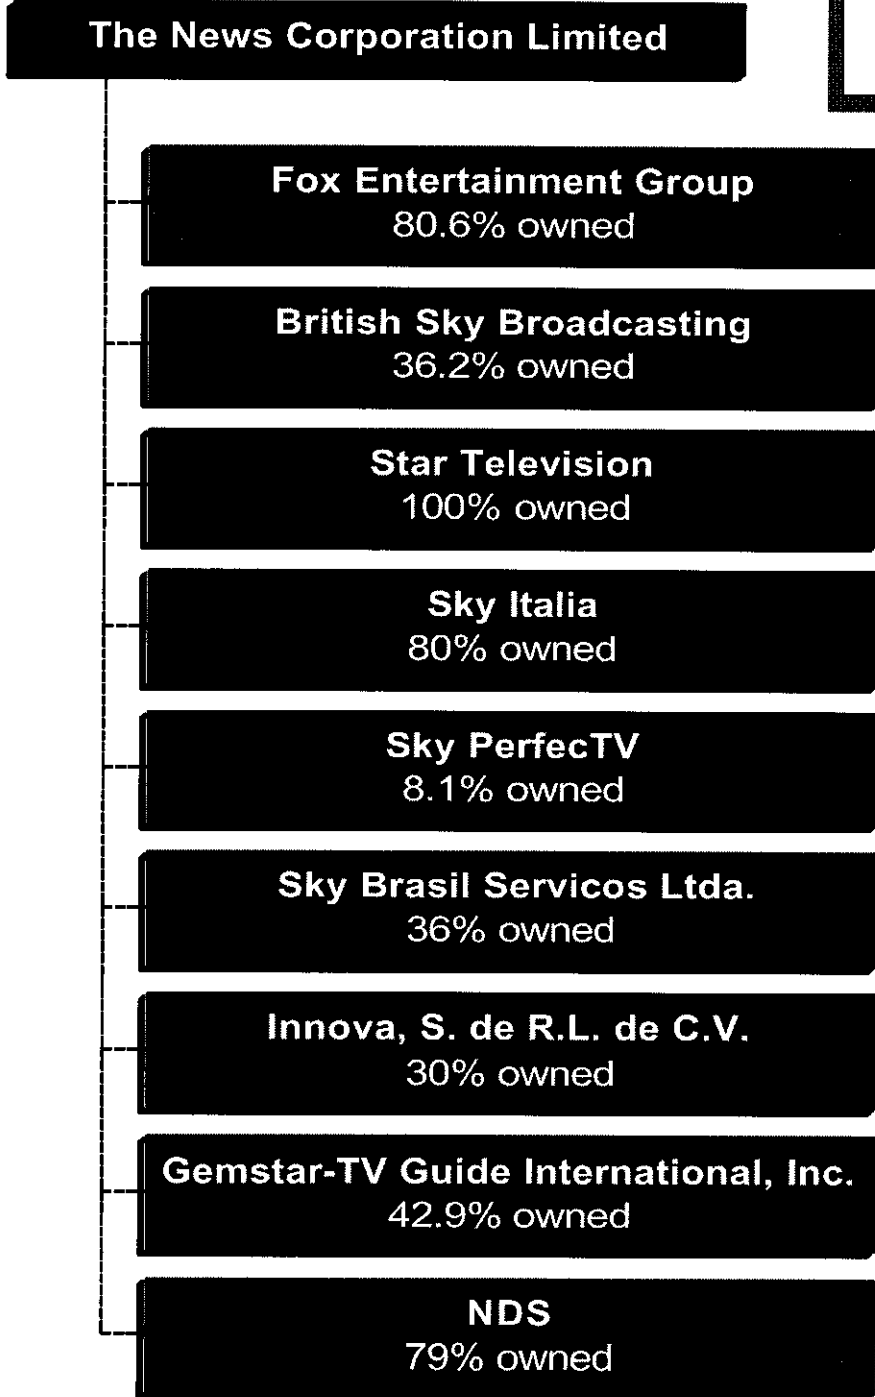 The News Corporation Limited
Fox Entertainment Group
80.6% owned
British Sky Broadcasting
36.2% owned
Star Television
100% owned
Sky Italia
80% owned
Sky PerfecTV
8.1% owned
Sky Brasil Servicos Ltda.
36% owned
Innova, S. de R.L. de C.V.
30% owned
Gemstar-TV Guide International, Inc.
42.9% owned
NDS
79% owned